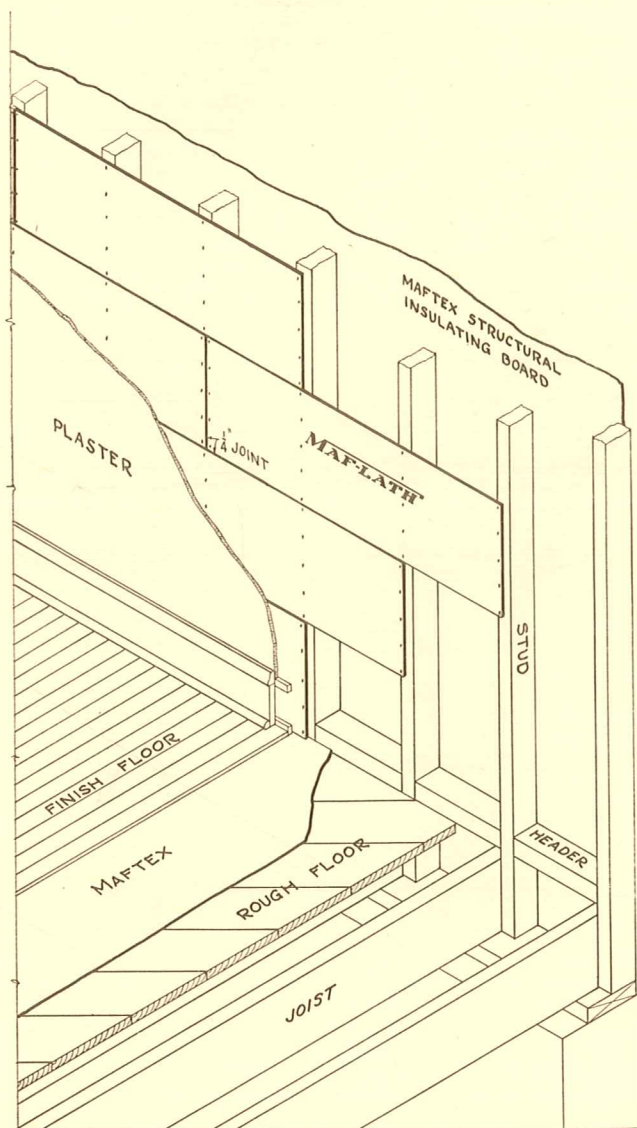 MAFTEX STRUCTURAL
INSULATING BOARD
PLASTER
1/4" JOINT
MAF-LATH
STUD
FINISH FLOOR
MAFTEX
ROUGH FLOOR
HEADER
JOIST